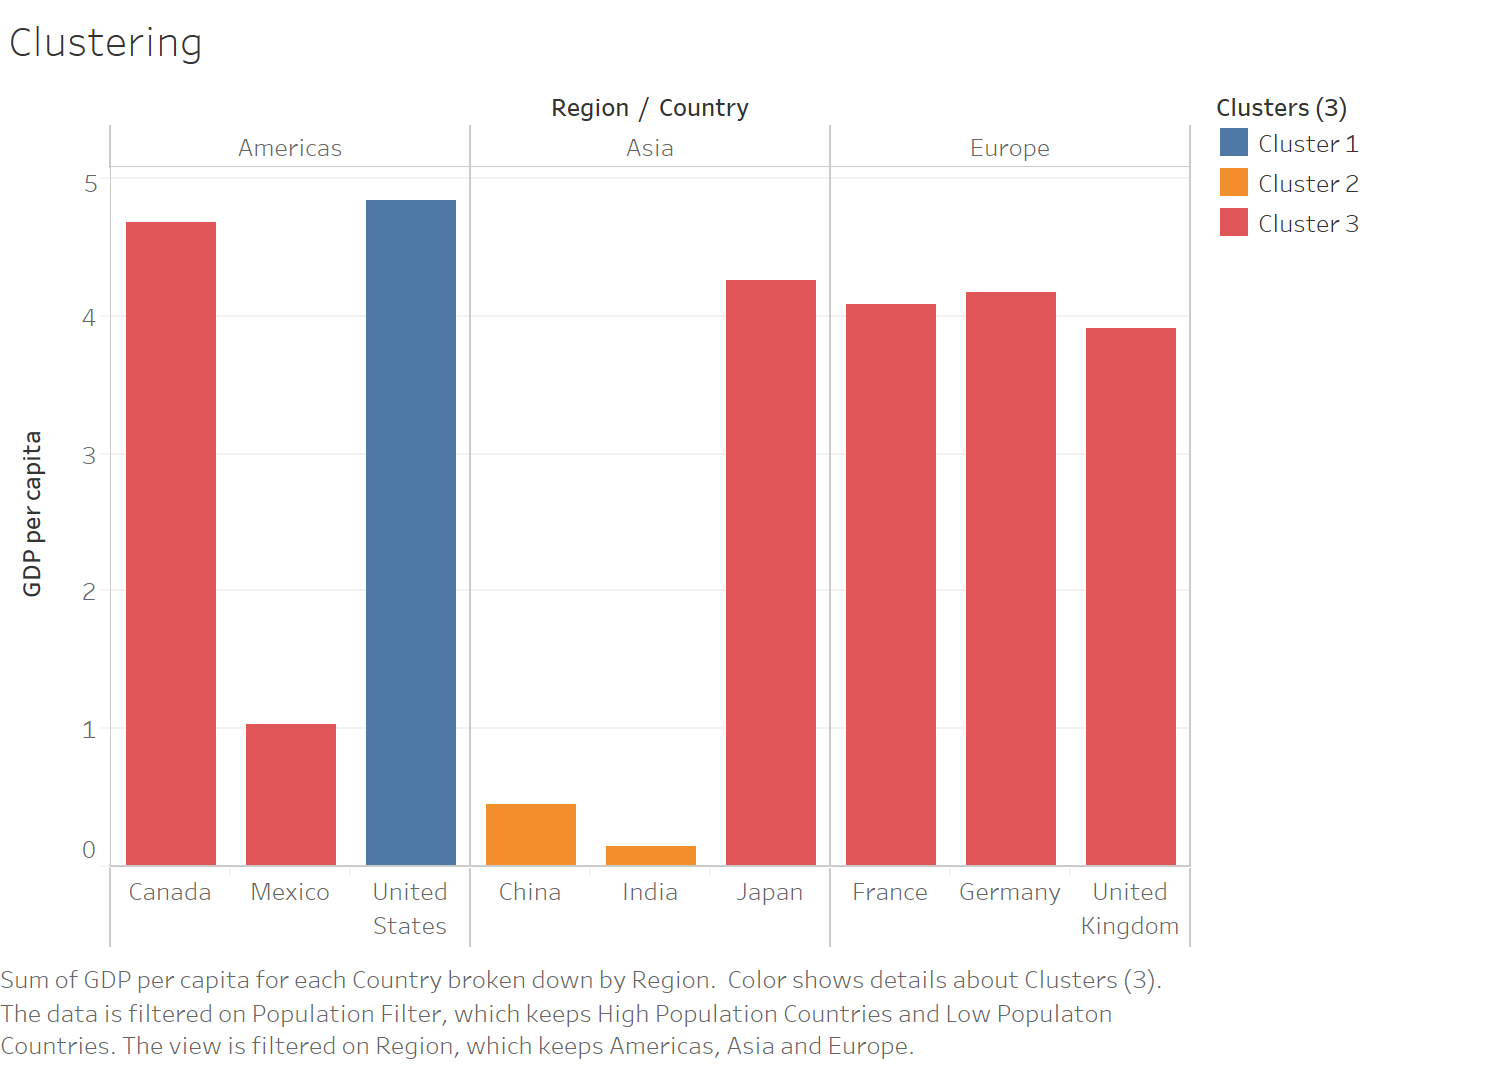 Clustering
Region / Country
Clusters (3)
Cluster 1
Cluster 2
Cluster 3
Americas
Asia
Europe
GDP per capita
5
4
3
2
1
0
Canada
Mexico
United
States
China
India
Japan
France
Germany
United
Kingdom
Sum of GDP per capita for each Country broken down by Region.  Color shows details about Clusters (3).
The data is filtered on Population Filter, which keeps High Population Countries and Low Populaton
Countries. The view is filtered on Region, which keeps Americas, Asia and Europe.